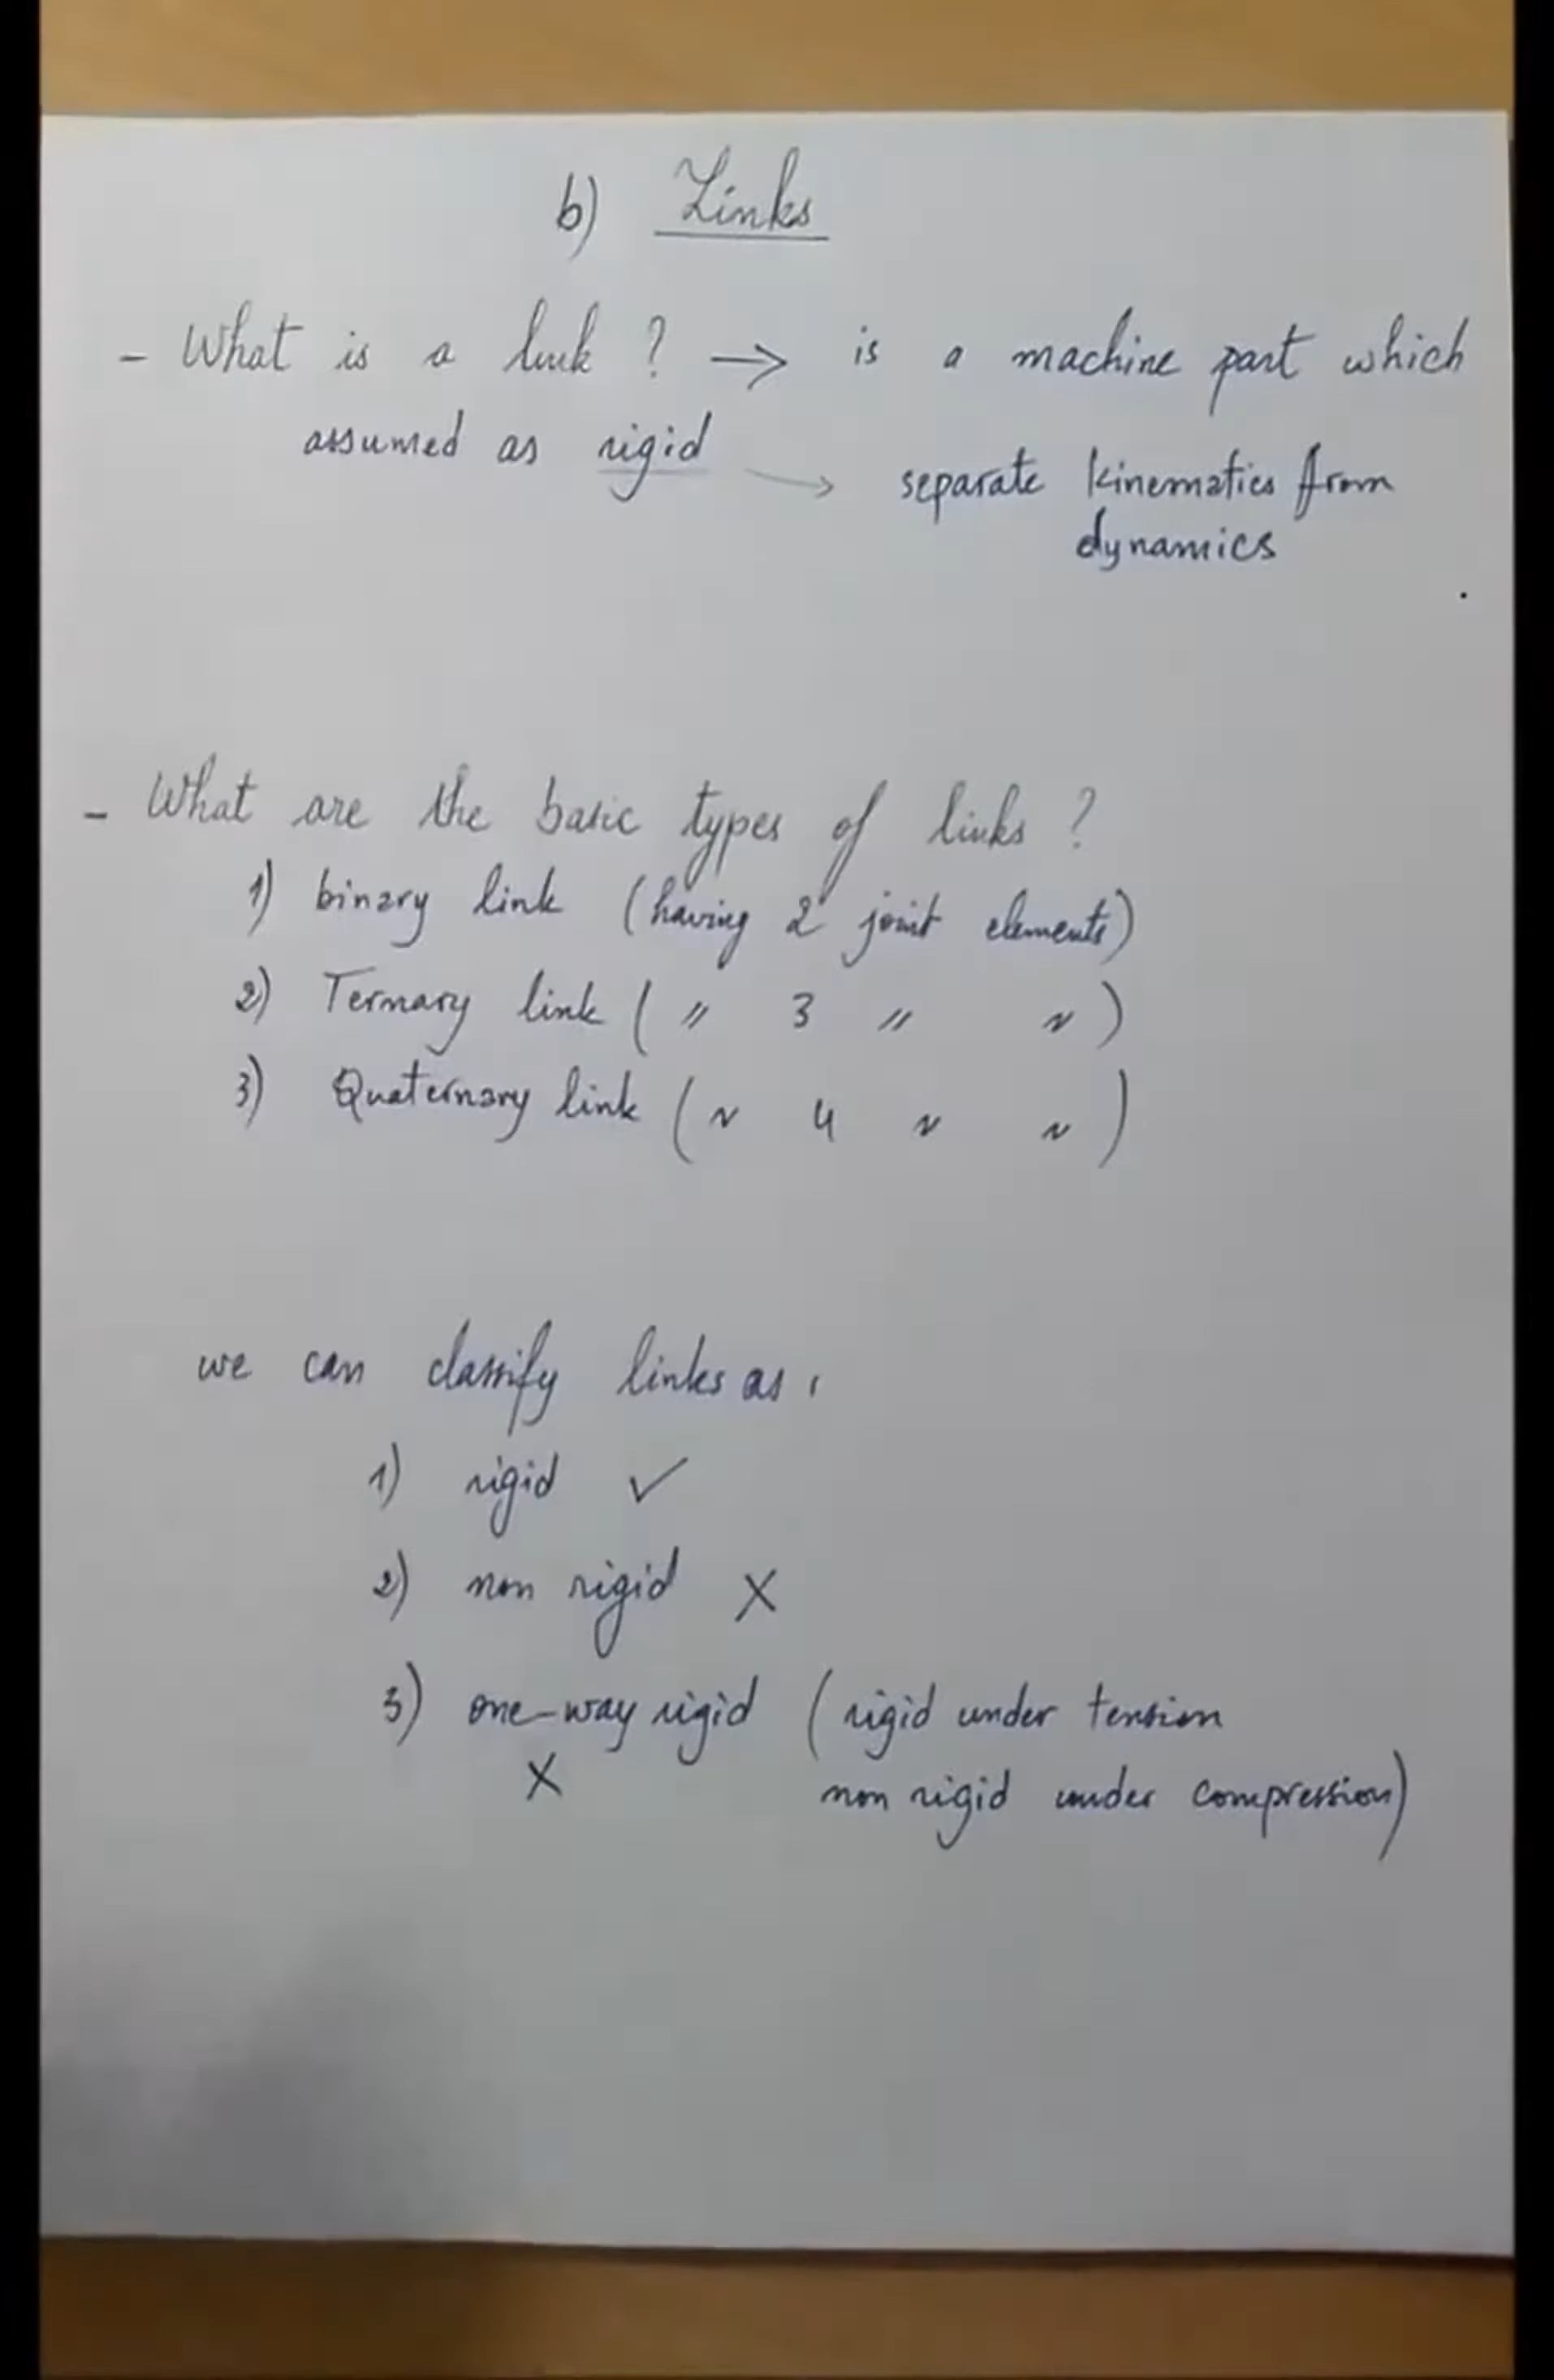 b) Links
- What is a link ? → is a machine part which
assumed as rigid → separate kinematics from
dynamics
- What are the basic types of links ?
1) binary link (having 2 joint elements)
2) Ternary link ( " 3 " " )
3) Quaternary link ( " 4 " " )
we can classify links as :
1) rigid ✓
2) non rigid X
3) one-way rigid (rigid under tension
X non rigid under compression)